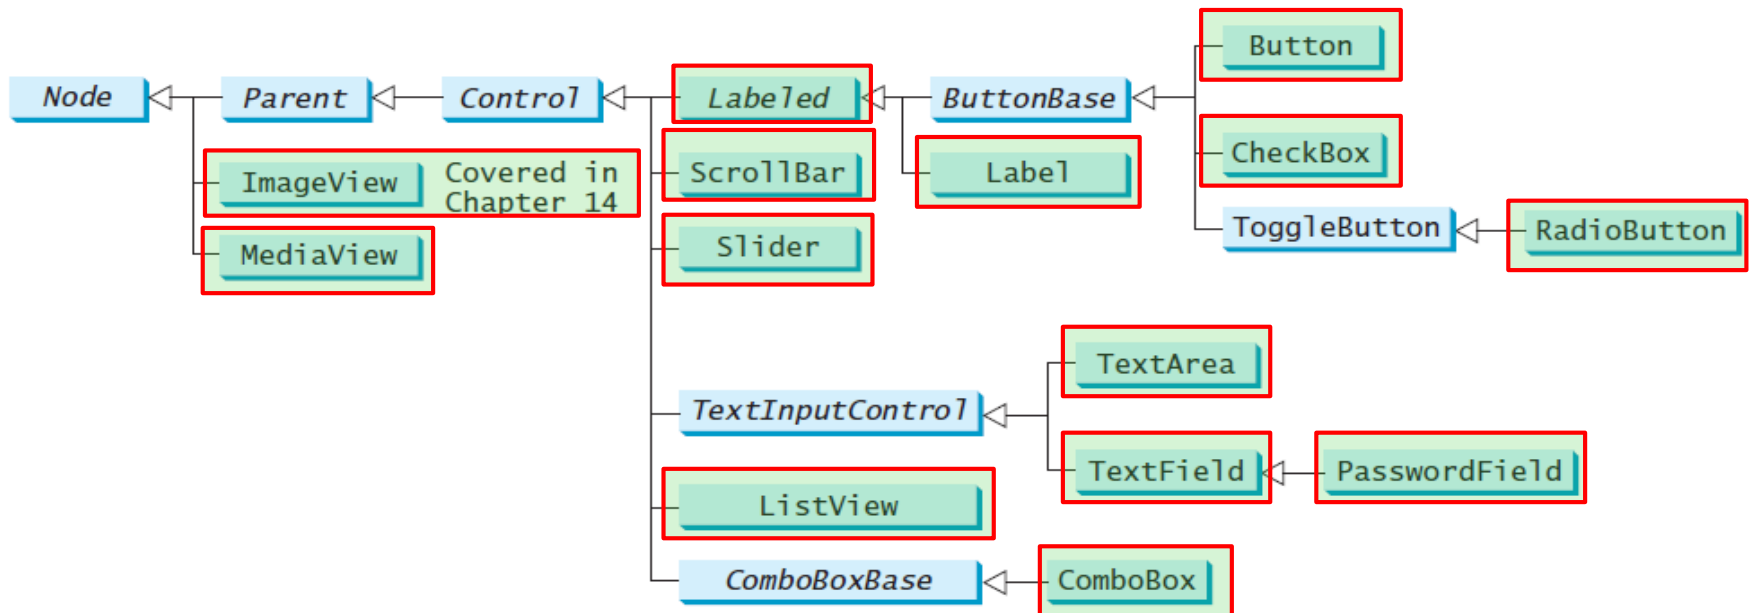 Button
Node
Parent
Control
Labeled
ButtonBase
ImageView
Covered in
Chapter 14
ScrollBar
Label
CheckBox
MediaView
Slider
ToggleButton
RadioButton
TextArea
TextInputControl
TextField
PasswordField
ListView
ComboBoxBase
ComboBox